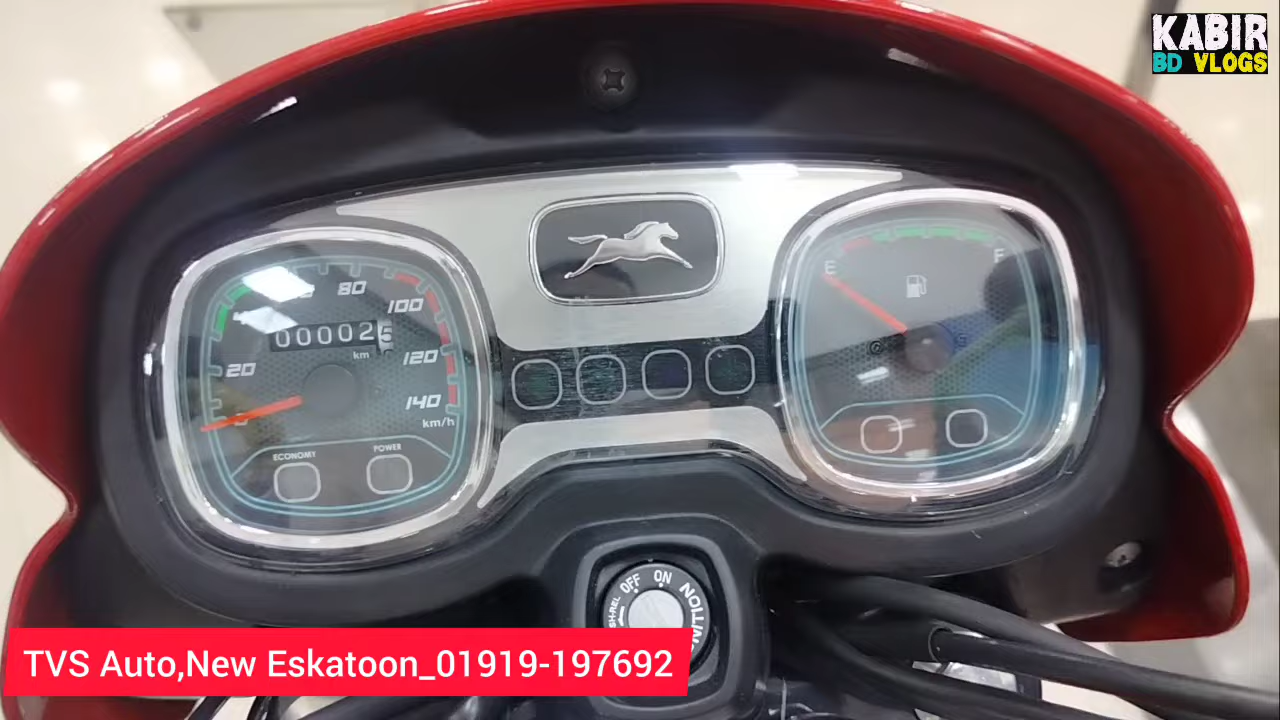 KABIR
BD VLOGS
80
100
000025
km
120
20
140
km/h
ECONOMY
POWER
E
F
OFF
ON
TVS Auto,New Eskatoon_01919-197692